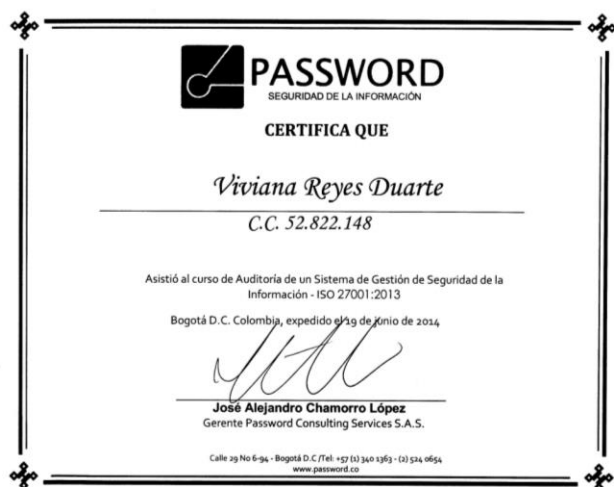 PASSWORD
SEGURIDAD DE LA INFORMACIÓN
CERTIFICA QUE
Viviana Reyes Duarte
C.C. 52.822.148
Asistió al curso de Auditoría de un Sistema de Gestión de Seguridad de la
Información - ISO 27001:2013
Bogotá D.C. Colombia, expedido el 19 de junio de 2014
José Alejandro Chamorro López
Gerente Password Consulting Services S.A.S.
Calle 29 No 6-94 - Bogotá D.C /Tel: +57 (1) 340 1363 - (2) 524 0654
www.password.co